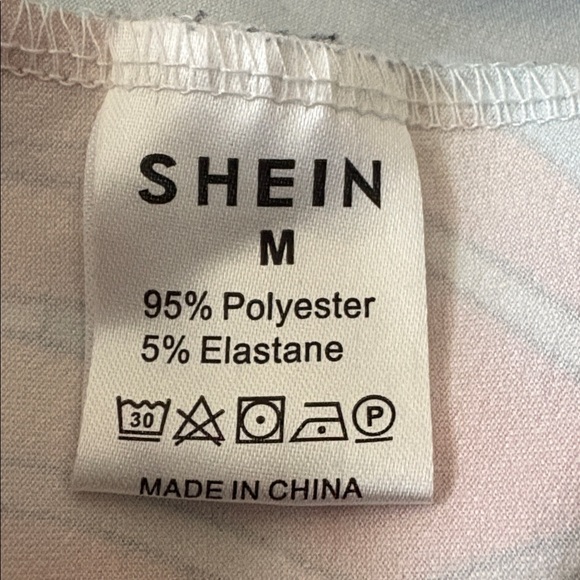 SHEIN
M
95% Polyester
5% Elastane
30 P
MADE IN CHINA